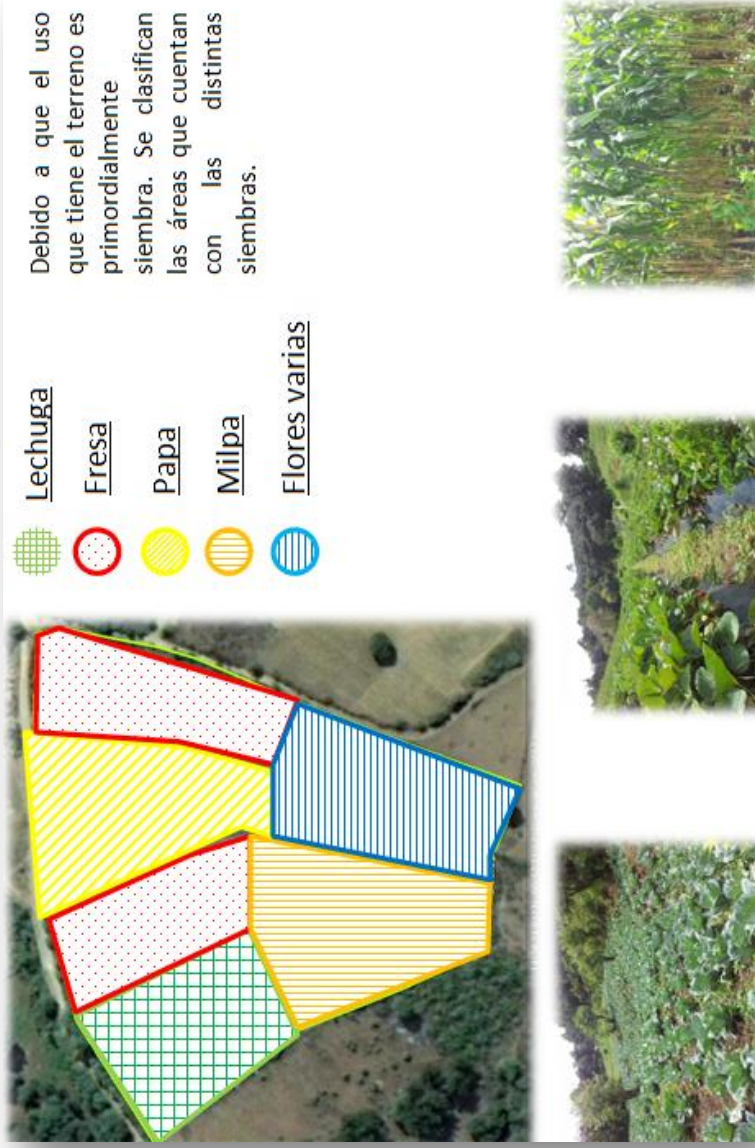 Debido a que el uso
que tiene el terreno es
primordialmente
siembra. Se clasifican
las áreas que cuentan
con las distintas
siembras.
Lechuga
Fresa
Papa
Milpa
Flores varias